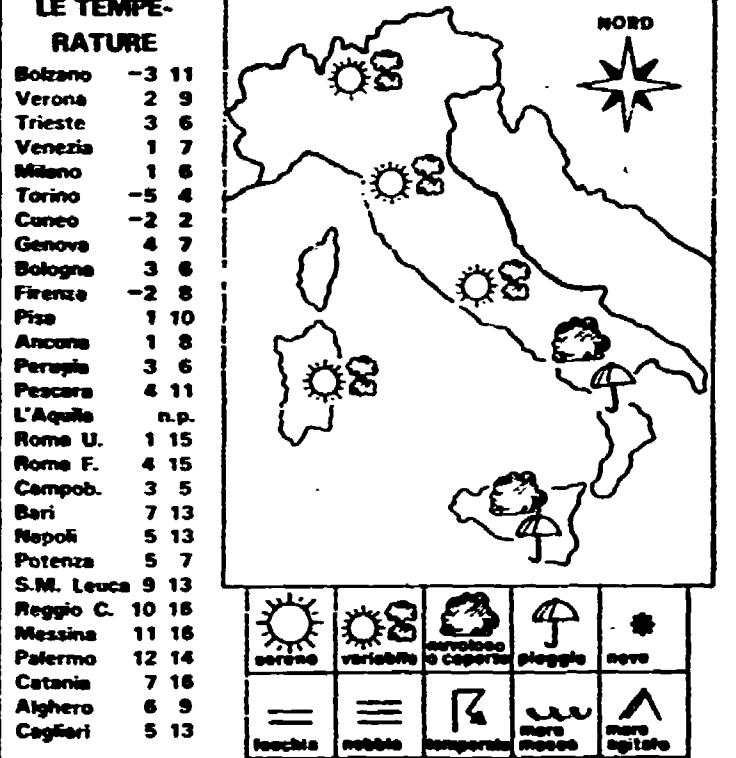 LE TEMPE-
RATURE
Bolzano -3 11
Verona 2 9
Trieste 3 6
Venezia 1 7
Milano 1 6
Torino -5 4
Cuneo -2 2
Genova 4 7
Bologna 3 6
Firenze -2 8
Pisa 1 10
Ancona 1 8
Perugia 3 6
Pescara 4 11
L'Aquila n.p.
Roma U. 1 15
Roma F. 4 15
Campob. 3 5
Bari 7 13
Napoli 5 13
Potenza 5 7
S.M. Leuca 9 13
Reggio C. 10 16
Messina 11 16
Palermo 12 14
Catania 7 16
Alghero 6 9
Cagliari 5 13
NORD
sereno
variabile
nuvoloso
o coperto
pioggia
neve
foschia
nebbia
temporale
mare
mosso
mare
agitato